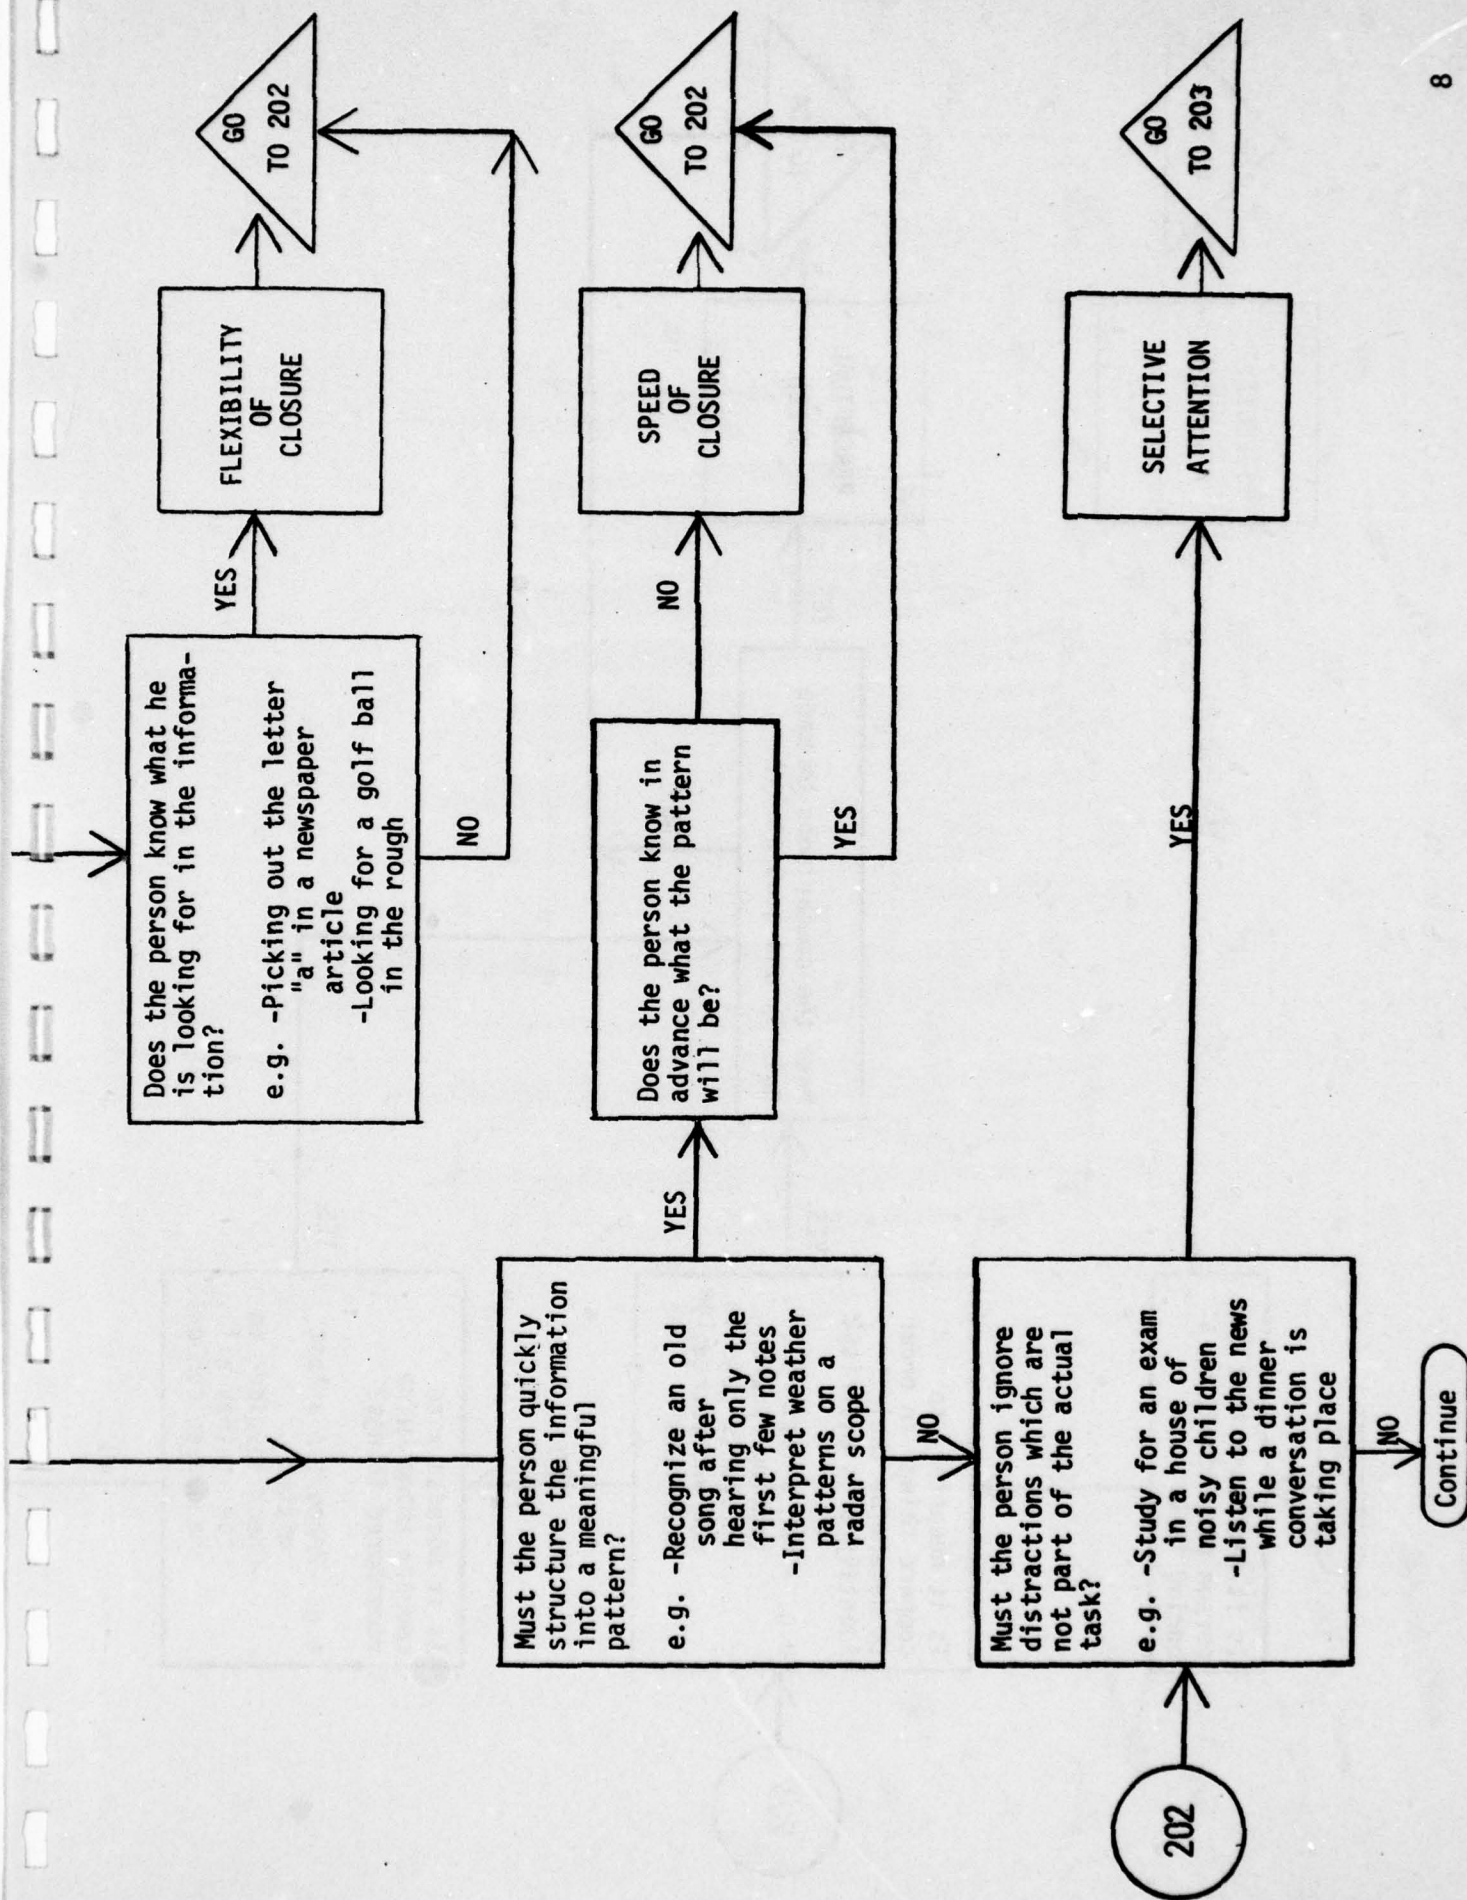 Does the person know what he
is looking for in the informa-
tion?
e.g. -Picking out the letter
"a" in a newspaper
article
-Looking for a golf ball
in the rough
YES
FLEXIBILITY
OF
CLOSURE
GO
TO 202
NO
Must the person quickly
structure the information
into a meaningful
pattern?
e.g. -Recognize an old
song after
hearing only the
first few notes
-Interpret weather
patterns on a
radar scope
YES
Does the person know in
advance what the pattern
will be?
NO
SPEED
OF
CLOSURE
GO
TO 202
YES
NO
202
Must the person ignore
distractions which are
not part of the actual
task?
e.g. -Study for an exam
in a house of
noisy children
-Listen to the news
while a dinner
conversation is
taking place
YES
SELECTIVE
ATTENTION
GO
TO 203
NO
Continue
8